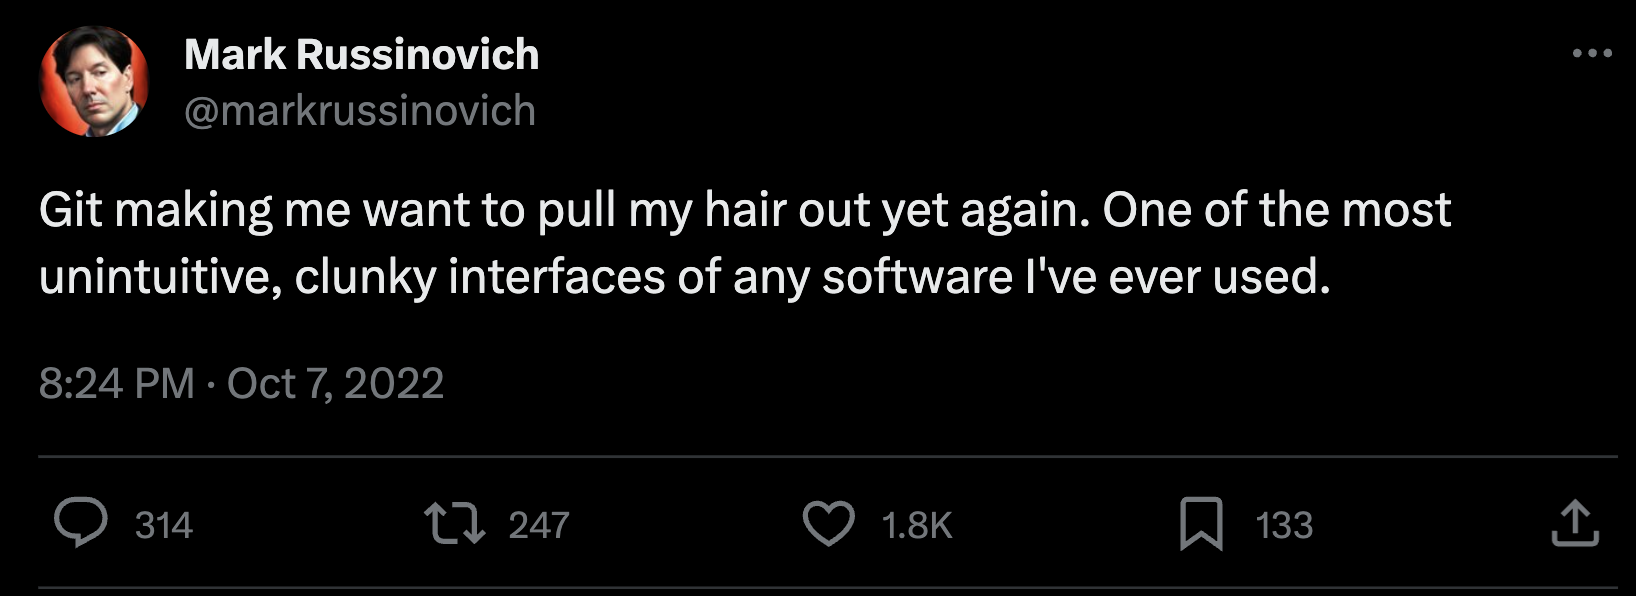 Mark Russinovich
@markrussinovich
Git making me want to pull my hair out yet again. One of the most
unintuitive, clunky interfaces of any software I've ever used.
8:24 PM · Oct 7, 2022
314 247 1.8K 133